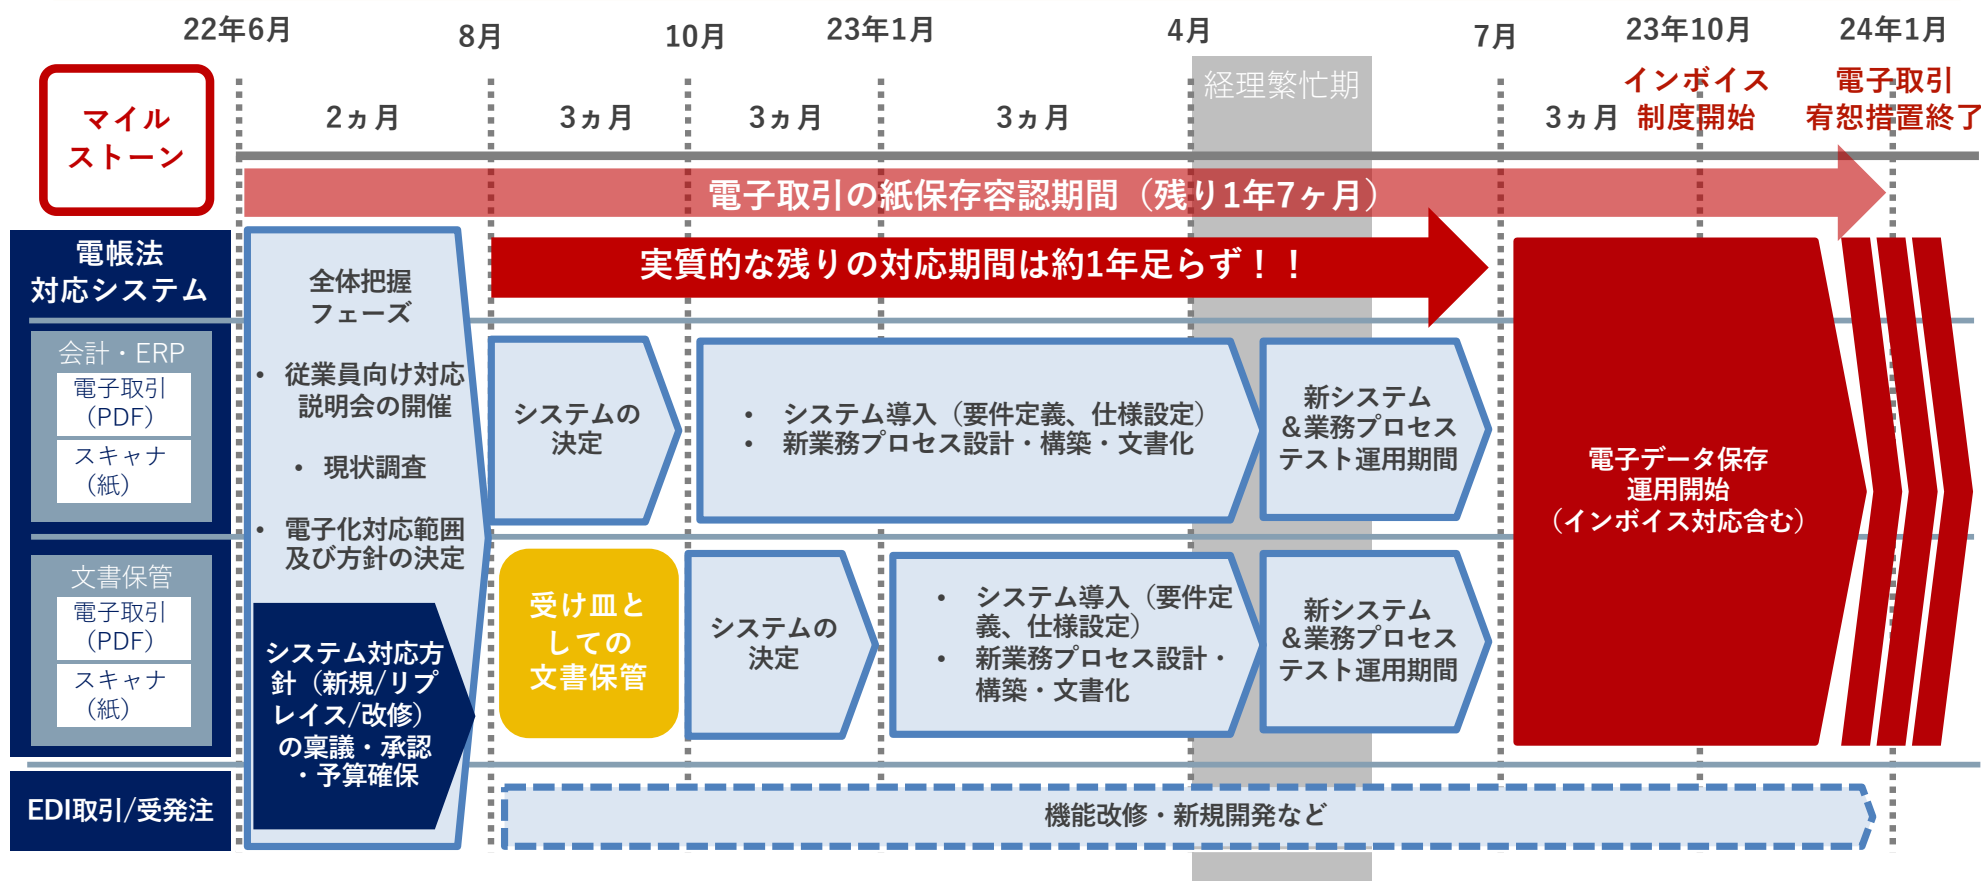 22年6月
8月
10月
23年1月
4月
7月
23年10月
24年1月
マイル
ストーン
2ヵ月
3ヵ月
3ヵ月
3ヵ月
経理繁忙期
3ヵ月
インボイス
制度開始
電子取引
宥恕措置終了
電子取引の紙保存容認期間（残り1年7ヶ月）
実質的な残りの対応期間は約1年足らず！！
電帳法
対応システム
会計・ERP
電子取引
（PDF）
スキャナ
（紙）
文書保管
電子取引
（PDF）
スキャナ
（紙）
EDI取引/受発注
全体把握
フェーズ
• 従業員向け対応
説明会の開催
• 現状調査
• 電子化対応範囲
及び方針の決定
システム対応方
針（新規/リプ
レイス/改修）
の稟議・承認
・予算確保
システムの
決定
• システム導入（要件定義、仕様設定）
• 新業務プロセス設計・構築・文書化
新システム
＆業務プロセス
テスト運用期間
受け皿と
しての
文書保管
システムの
決定
• システム導入（要件定
義、仕様設定）
• 新業務プロセス設計・
構築・文書化
新システム
＆業務プロセス
テスト運用期間
電子データ保存
運用開始
（インボイス対応含む）
機能改修・新規開発など